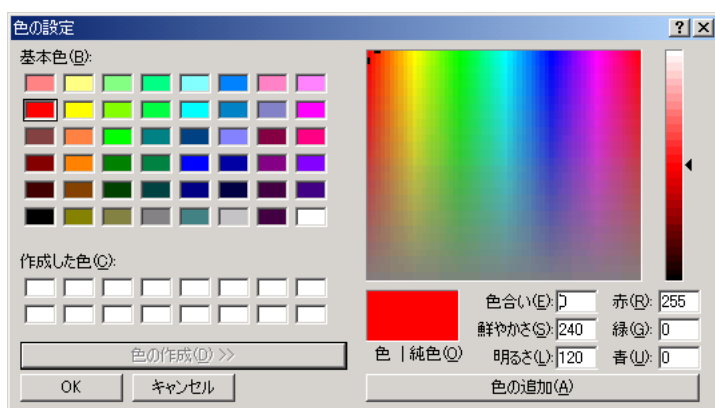 色の設定
基本色(B):
作成した色(C):
色の作成(D) >>
OK キャンセル
色 | 純色(O)
色合い(E): 赤(R): 255
鮮やかさ(S): 240 緑(G): 0
明るさ(L): 120 青(U): 0
色の追加(A)